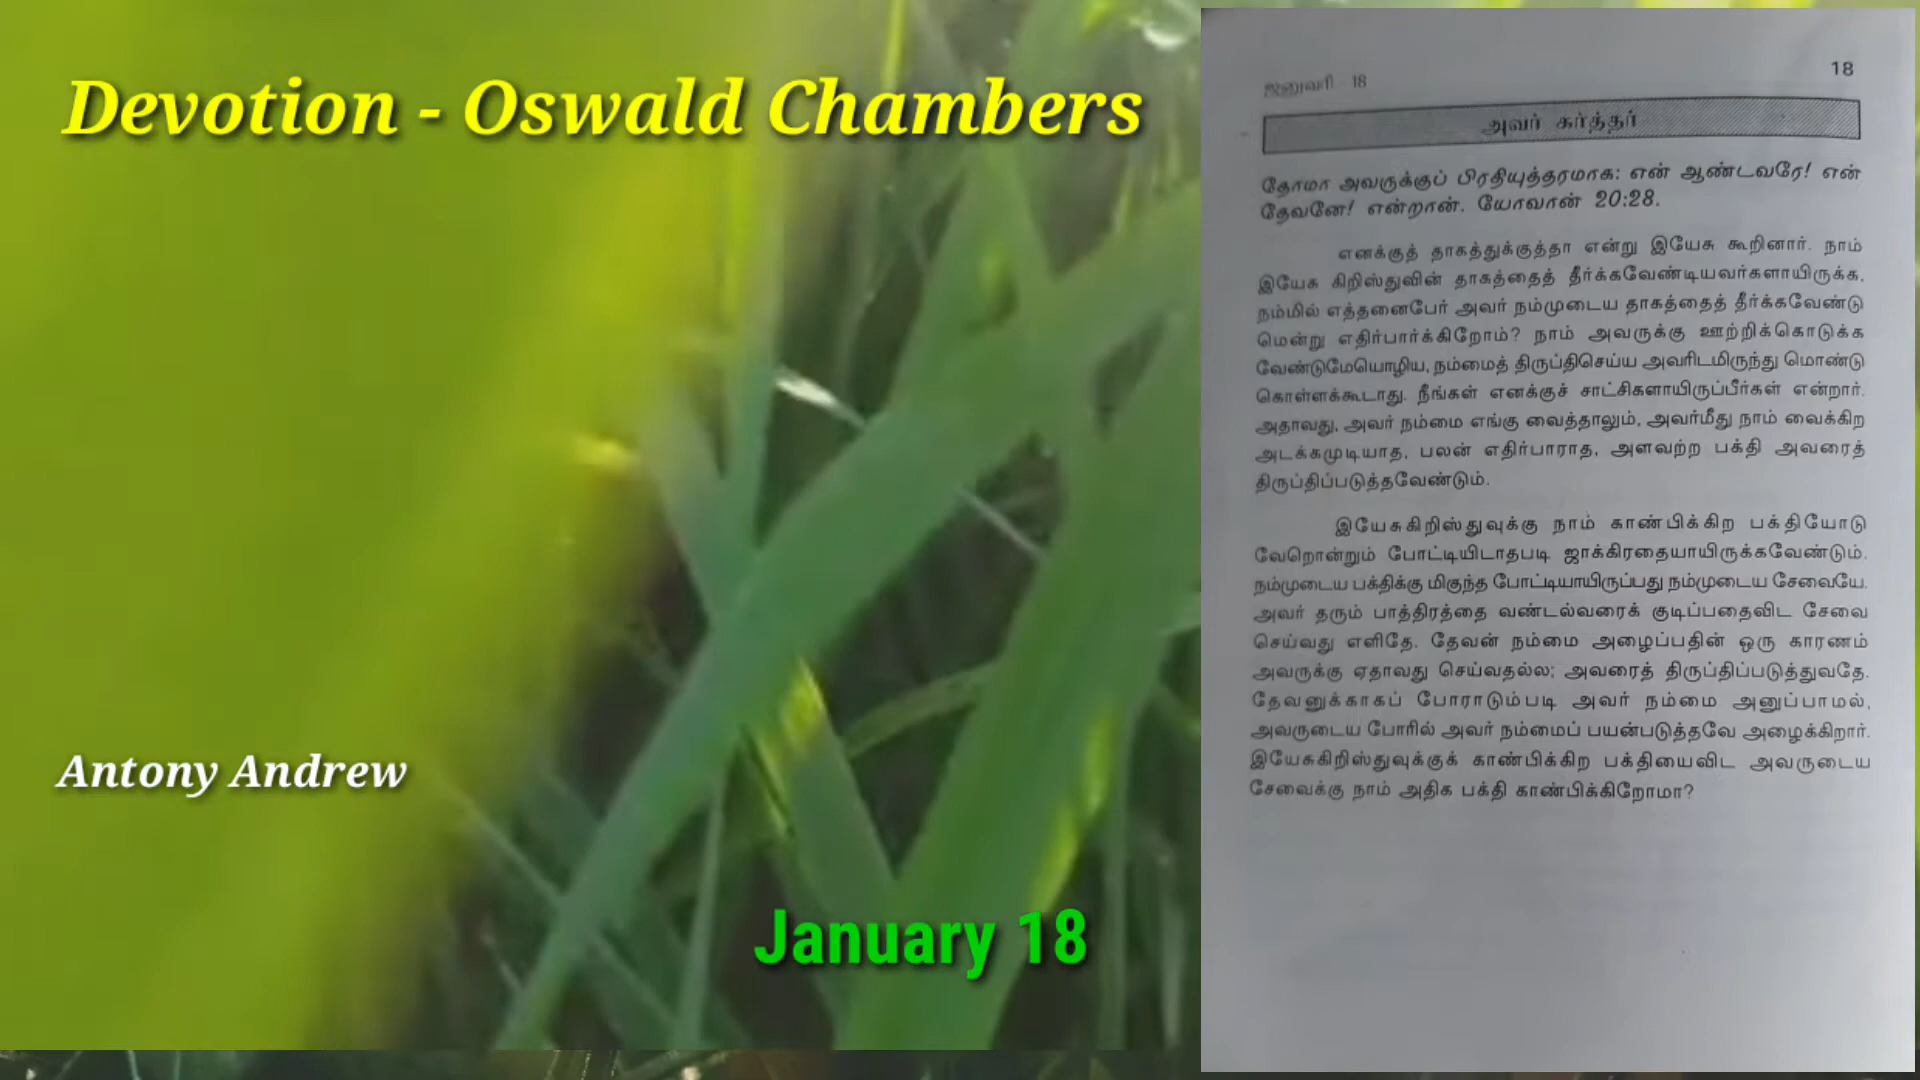 Devotion - Oswald Chambers
Antony Andrew
January 18
18
ஜனுவரி - 18
அவர் கர்த்தர்
தோமா அவருக்குப் பிரதியுத்தரமாக: என் ஆண்டவரே! என்
தேவனே! என்றான். யோவான் 20:28.
எனக்குத் தாகத்துக்குத்தா என்று இயேசு கூறினார். நாம்
இயேசு கிறிஸ்துவின் தாகத்தைத் தீர்க்கவேண்டியவர்களாயிருக்க,
நம்மில் எத்தனைபேர் அவர் நம்முடைய தாகத்தைத் தீர்க்கவேண்டு
மென்று எதிர்பார்க்கிறோம்? நாம் அவருக்கு ஊற்றிக்கொடுக்க
வேண்டுமேயொழிய, நம்மைத் திருப்திசெய்ய அவரிடமிருந்து மொண்டு
கொள்ளக்கூடாது. நீங்கள் எனக்குச் சாட்சிகளாயிருப்பீர்கள் என்றார்.
அதாவது, அவர் நம்மை எங்கு வைத்தாலும், அவர்மீது நாம் வைக்கிற
அடக்கமுடியாத, பலன் எதிர்பாராத, அளவற்ற பக்தி அவரைத்
திருப்திப்படுத்தவேண்டும்.
இயேசுகிறிஸ்துவுக்கு நாம் காண்பிக்கிற பக்தியோடு
வேறொன்றும் போட்டியிடாதபடி ஜாக்கிரதையாயிருக்கவேண்டும்.
நம்முடைய பக்திக்கு மிகுந்த போட்டியாயிருப்பது நம்முடைய சேவையே.
அவர் தரும் பாத்திரத்தை வண்டல்வரைக் குடிப்பதைவிட சேவை
செய்வது எளிதே. தேவன் நம்மை அழைப்பதின் ஒரு காரணம்
அவருக்கு ஏதாவது செய்வதல்ல; அவரைத் திருப்திப்படுத்துவதே.
தேவனுக்காகப் போராடும்படி அவர் நம்மை அனுப்பாமல்,
அவருடைய போரில் அவர் நம்மைப் பயன்படுத்தவே அழைக்கிறார்.
இயேசுகிறிஸ்துவுக்குக் காண்பிக்கிற பக்தியைவிட அவருடைய
சேவைக்கு நாம் அதிக பக்தி காண்பிக்கிறோமா?